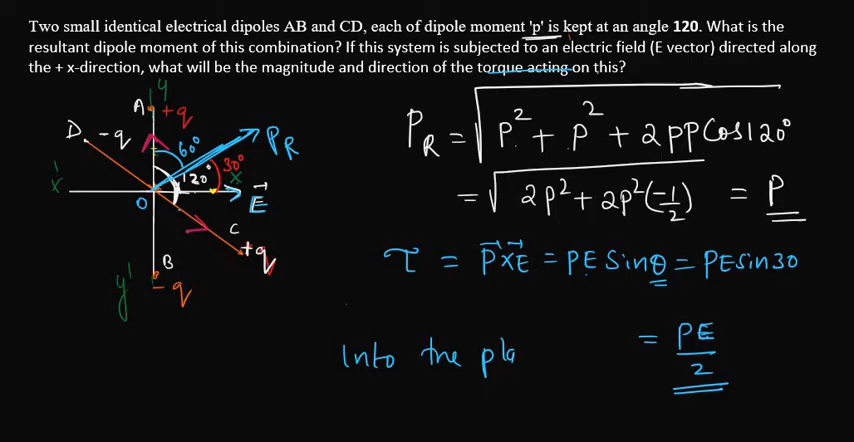 Two small identical electrical dipoles AB and CD, each of dipole moment 'p' is kept at an angle 120. What is the
resultant dipole moment of this combination? If this system is subjected to an electric field (E vector) directed along
the + x-direction, what will be the magnitude and direction of the torque acting on this?
y
A +q
D -q
60°
P_R
30°
120°
x' x
O
E⃗
C
+q
B
-q
y'
P_R = √(P² + P² + 2PP Cos120°
= √(2P² + 2P²(-1/2) = P
τ = P⃗×E⃗ = PE Sinθ = PE sin30
= PE/2
Into the pla